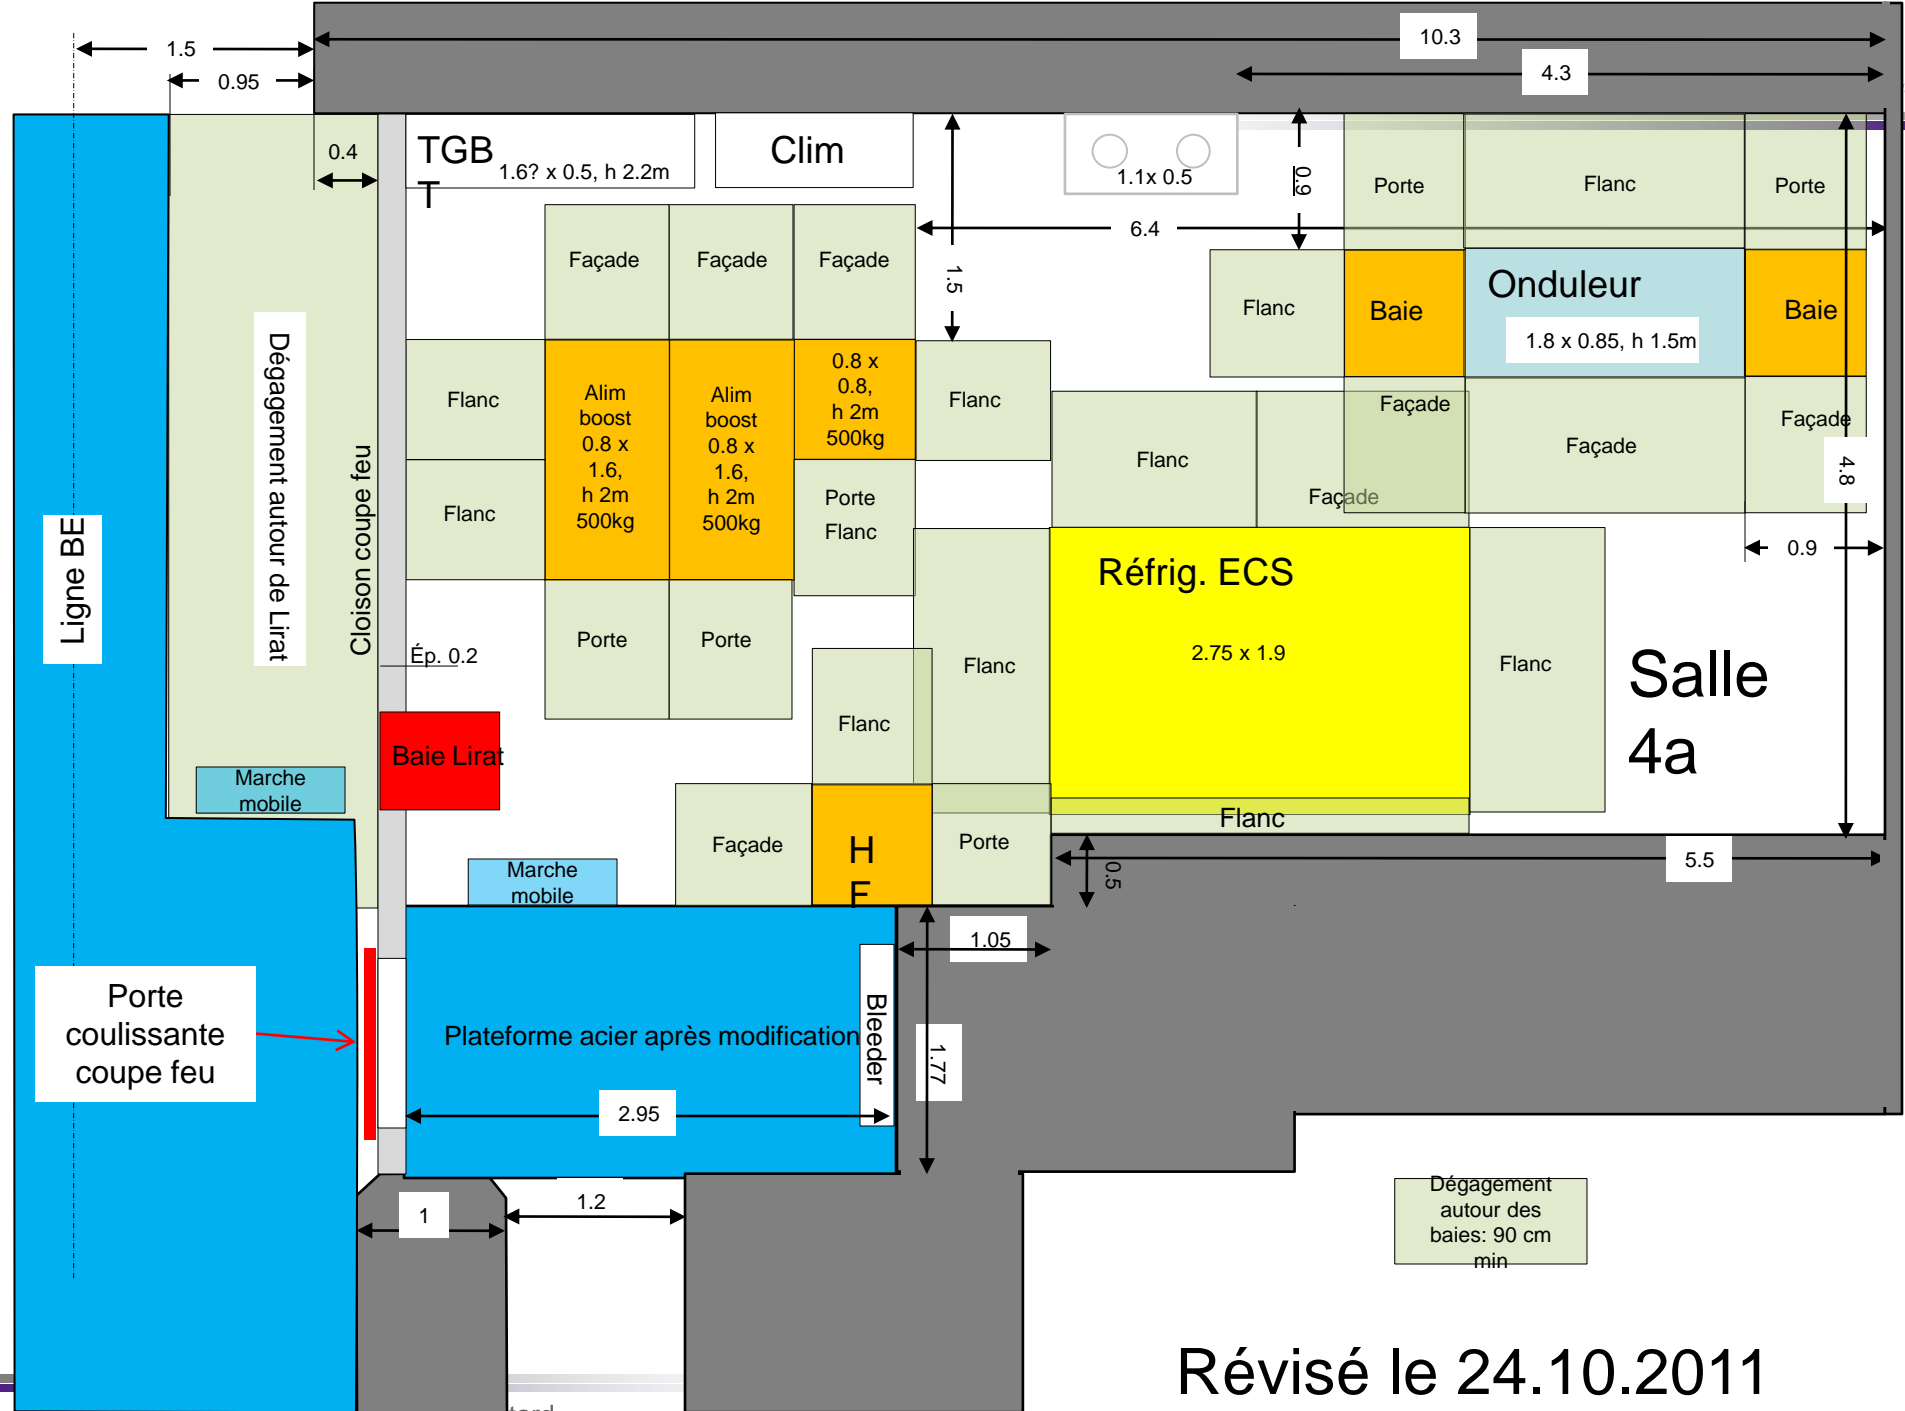 10.3
1.5
4.3
0.95
0.4
TGB
T
1.6? x 0.5, h 2.2m
Clim
1.1x 0.5
0.9
Porte
Flanc
Porte
6.4
Façade
Façade
Façade
1.5
Flanc
Baie
Onduleur
1.8 x 0.85, h 1.5m
Baie
Dégagement autour de Lirat
Cloison coupe feu
Ligne BE
Flanc
Flanc
Alim
boost
0.8 x
1.6,
h 2m
500kg
Alim
boost
0.8 x
1.6,
h 2m
500kg
0.8 x
0.8,
h 2m
500kg
Flanc
Porte
Flanc
Façade
Façade
Façade
Flanc
Façade
4.8
0.9
Réfrig. ECS
2.75 x 1.9
Porte
Porte
Ép. 0.2
Flanc
Flanc
Flanc
Salle
4a
Baie Lirat
Marche
mobile
Flanc
Façade
H
F
Porte
Marche
mobile
0.5
5.5
1.05
Porte
coulissante
coupe feu
Plateforme acier après modification
Bleeder
1.77
2.95
1
1.2
Dégagement
autour des
baies: 90 cm
min
Révisé le 24.10.2011